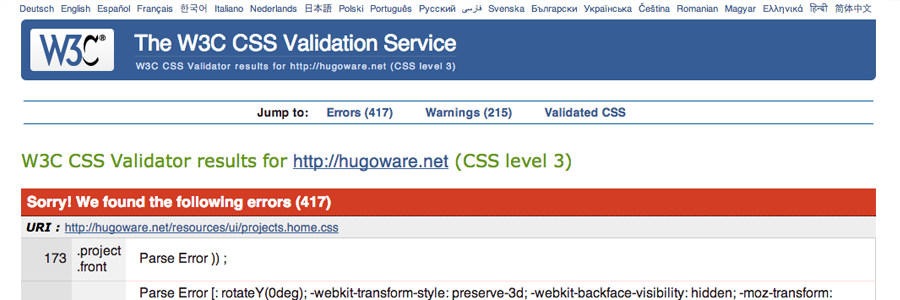 Deutsch English Español Français 한국어 Italiano Nederlands 日本語 Polski Português Русский فارسی Svenska Български Українська Čeština Romanian Magyar Ελληνικά हिन्दी 简体中文
W3C®
The W3C CSS Validation Service
W3C CSS Validator results for http://hugoware.net (CSS level 3)
Jump to: Errors (417) Warnings (215) Validated CSS
W3C CSS Validator results for http://hugoware.net (CSS level 3)
Sorry! We found the following errors (417)
URI : http://hugoware.net/resources/ui/projects.home.css
173 .project .front Parse Error )) ;
Parse Error [: rotateY(0deg); -webkit-transform-style: preserve-3d; -webkit-backface-visibility: hidden; -moz-transform: